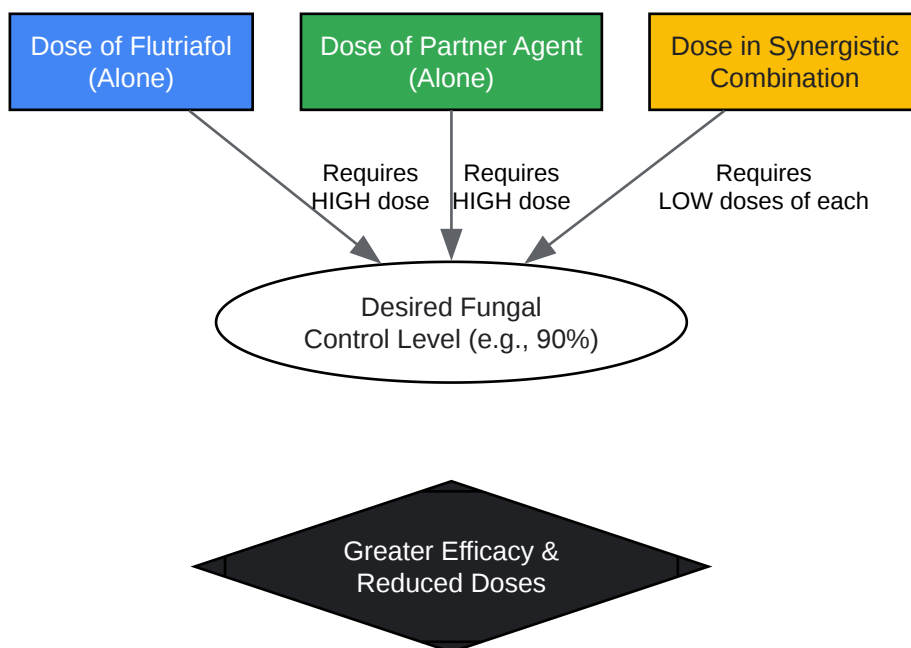 Dose of Flutriafol
(Alone)
Dose of Partner Agent
(Alone)
Dose in Synergistic
Combination
Requires
HIGH dose
Requires
HIGH dose
Requires
LOW doses of each
Desired Fungal
Control Level (e.g., 90%)
Greater Efficacy &
Reduced Doses